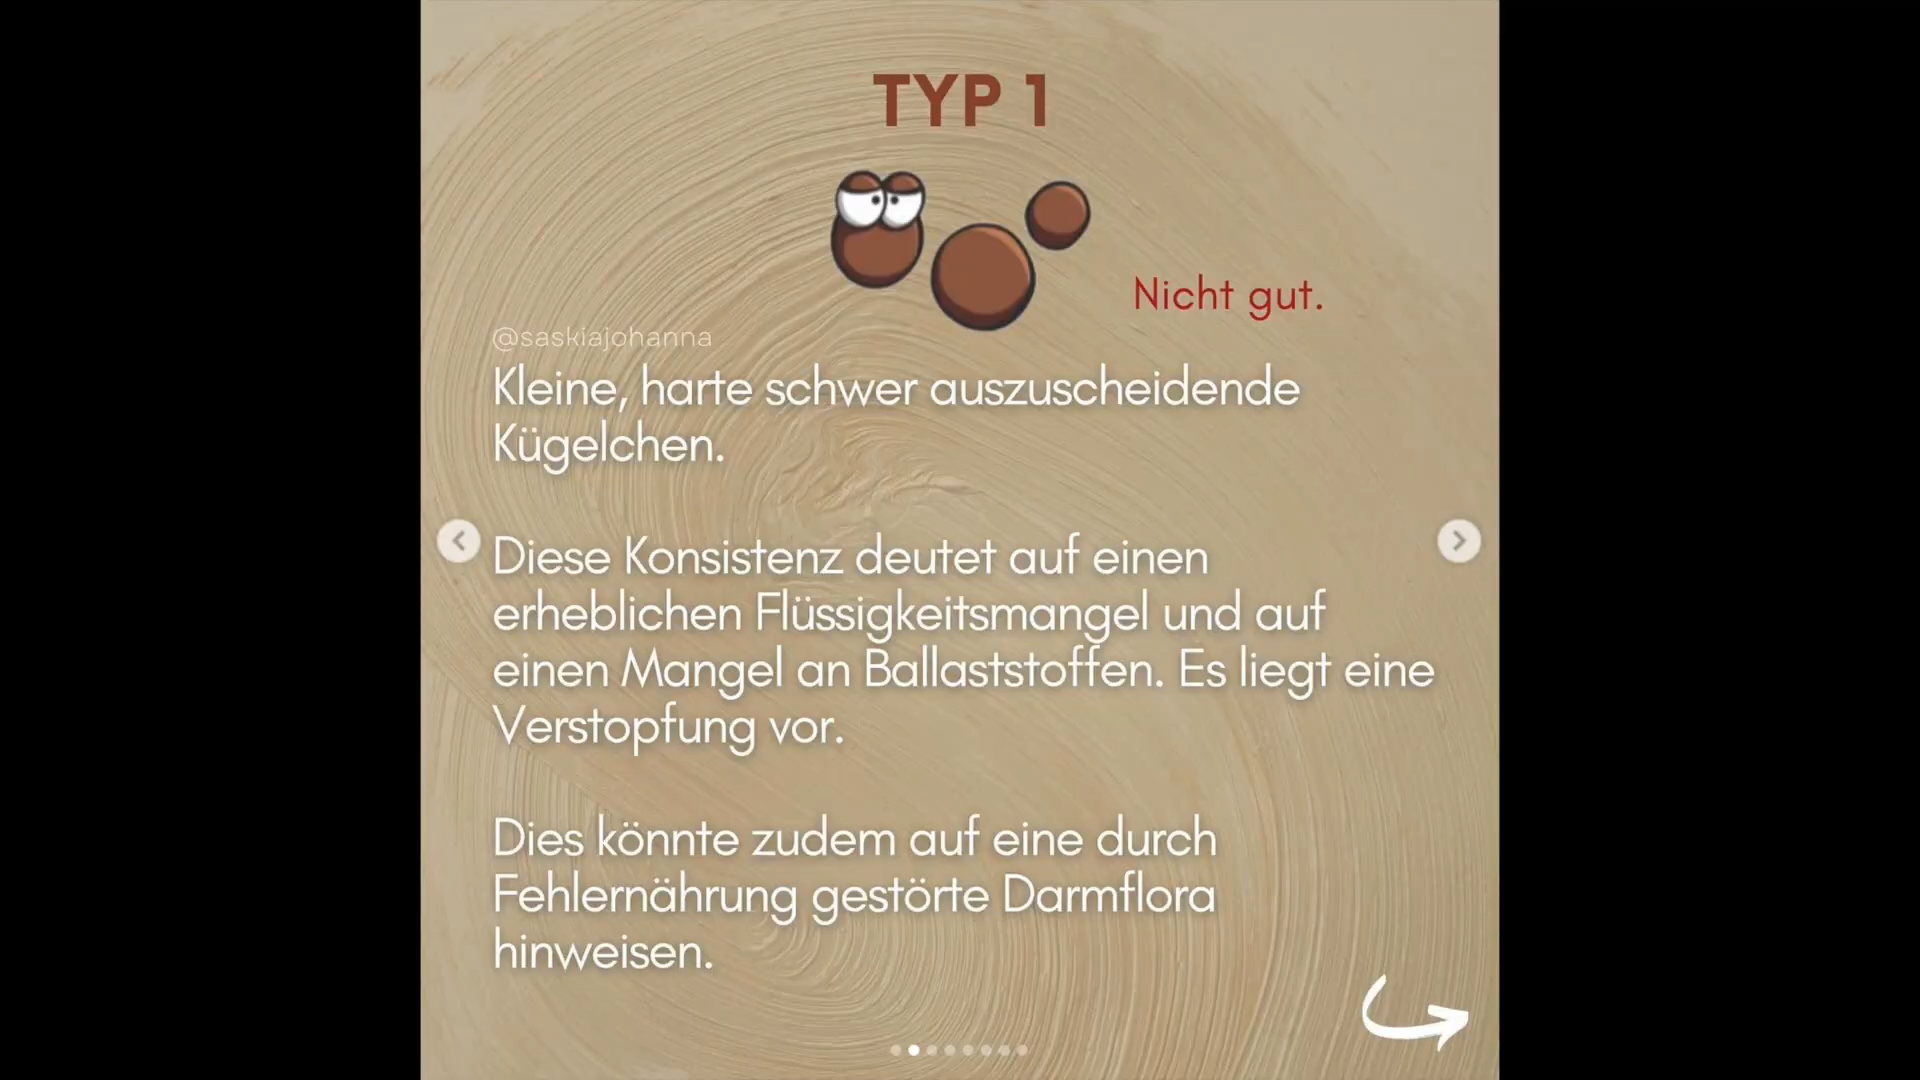 TYP 1
Nicht gut.
@saskiajohanna
Kleine, harte schwer auszuscheidende
Kügelchen.
Diese Konsistenz deutet auf einen
erheblichen Flüssigkeitsmangel und auf
einen Mangel an Ballaststoffen. Es liegt eine
Verstopfung vor.
Dies könnte zudem auf eine durch
Fehlernährung gestörte Darmflora
hinweisen.